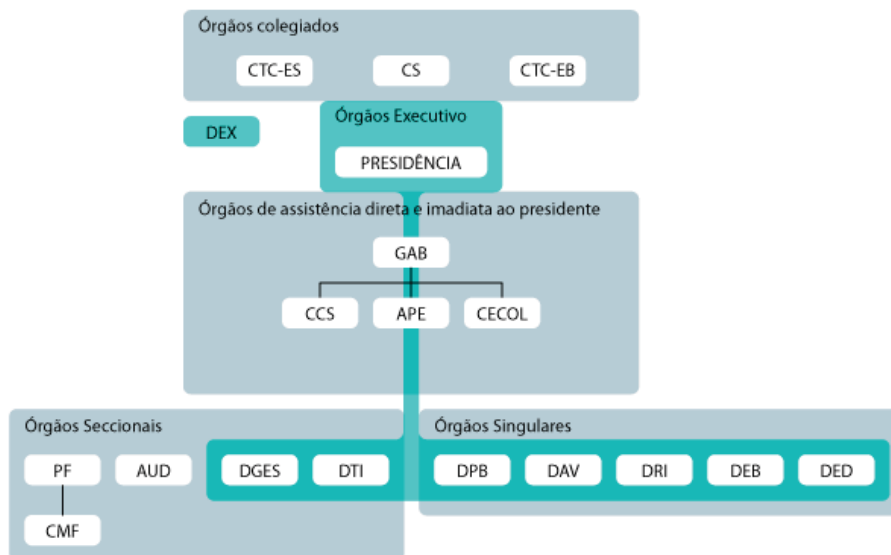 Órgãos colegiados
CTC-ES CS CTC-EB
DEX
Órgãos Executivo
PRESIDÊNCIA
Órgãos de assistência direta e imadiata ao presidente
GAB
CCS APE CECOL
Órgãos Seccionais
PF AUD DGES DTI
CMF
Órgãos Singulares
DPB DAV DRI DEB DED